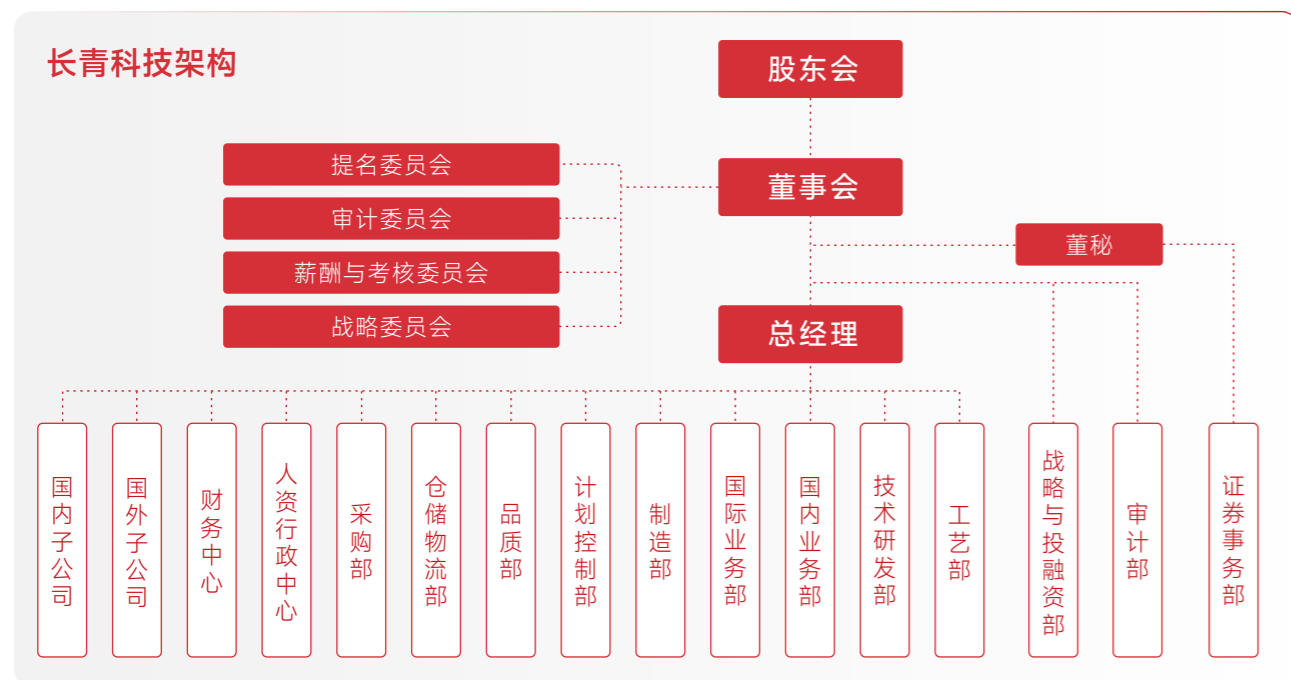 长青科技架构
股东会
董事会
提名委员会
审计委员会
薪酬与考核委员会
战略委员会
董秘
总经理
国内子公司
国外子公司
财务中心
人资行政中心
采购部
仓储物流部
品质部
计划控制部
制造部
国际业务部
国内业务部
技术研发部
工艺部
战略与投融资部
审计部
证券事务部